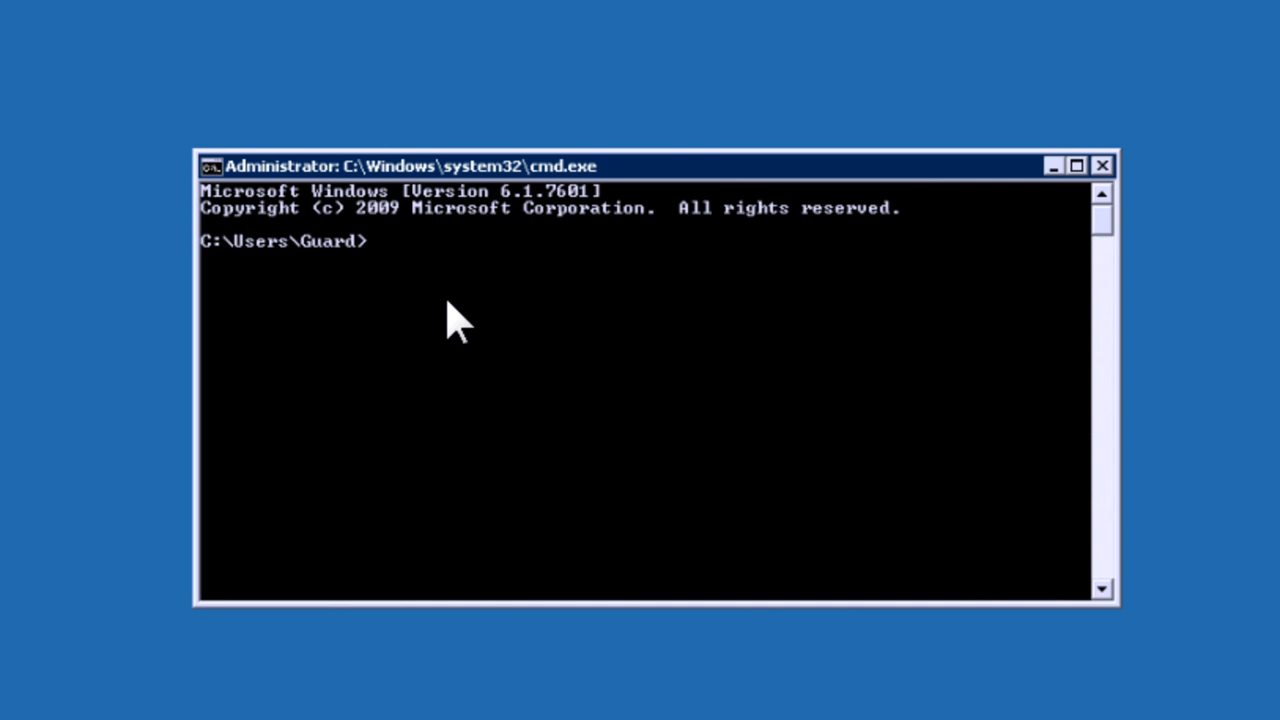 Administrator: C:\Windows\system32\cmd.exe
Microsoft Windows [Version 6.1.7601]
Copyright (c) 2009 Microsoft Corporation.  All rights reserved.
C:\Users\Guard>